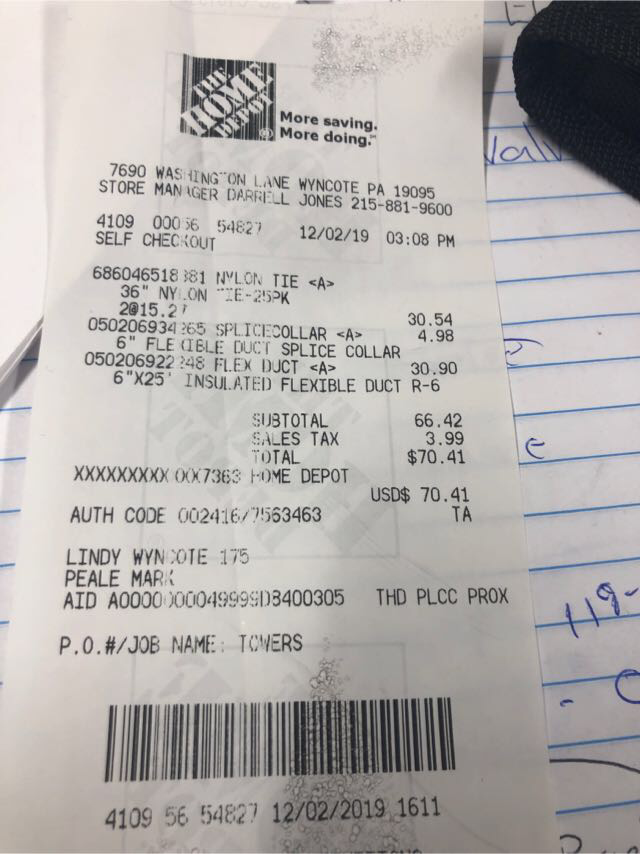 THE
HOME
DEPOT
More saving.
More doing.℠
7690 WASHINGTON LANE WYNCOTE PA 19095
STORE MANAGER DARRELL JONES 215-881-9600
4109 00056 54827 12/02/19 03:08 PM
SELF CHECKOUT
686046518381 NYLON TIE <A>
36" NYLON TIE-25PK
2@15.27 30.54
050206934265 SPLICECOLLAR <A> 4.98
6" FLEXIBLE DUCT SPLICE COLLAR
050206922248 FLEX DUCT <A> 30.90
6"X25' INSULATED FLEXIBLE DUCT R-6
SUBTOTAL 66.42
SALES TAX 3.99
TOTAL $70.41
XXXXXXXXX XXX7363 HOME DEPOT
USD$ 70.41
AUTH CODE 002416/7563463 TA
LINDY WYNCOTE 175
PEALE MARK
AID A0000000049999D8400305 THD PLCC PROX
P.O.#/JOB NAME: TOWERS
4109 56 54827 12/02/2019 1611
119-